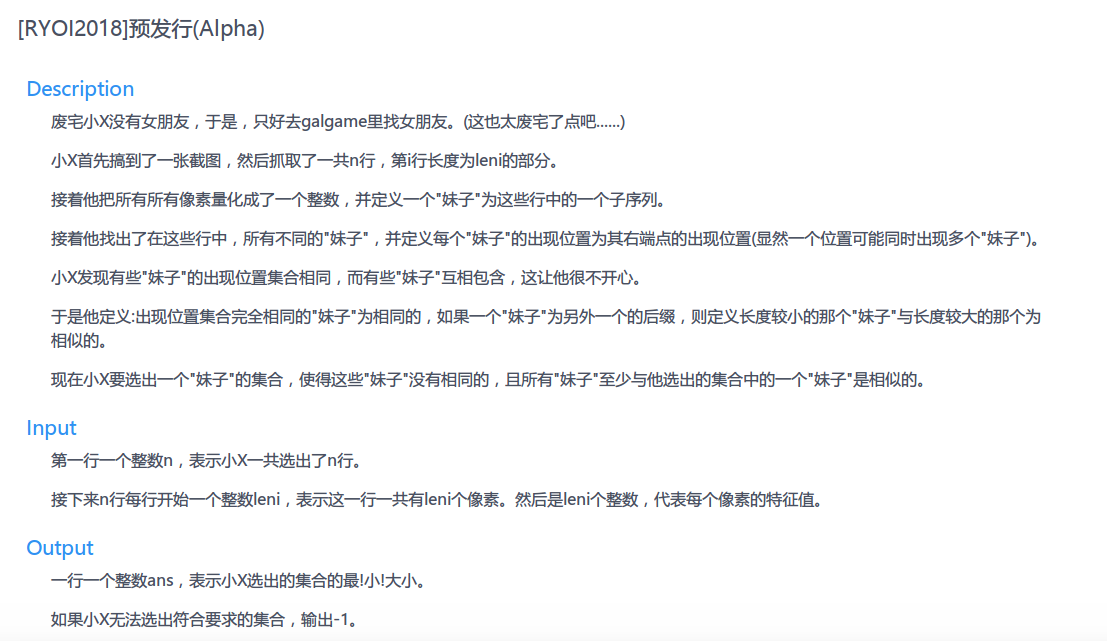 [RYOI2018]预发行(Alpha)
Description
废宅小X没有女朋友，于是，只好去galgame里找女朋友。(这也太废宅了点吧......)
小X首先搞到了一张截图，然后抓取了一共n行，第i行长度为leni的部分。
接着他把所有所有像素量化成了一个整数，并定义一个"妹子"为这些行中的一个子序列。
接着他找出了在这些行中，所有不同的"妹子"，并定义每个"妹子"的出现位置为其右端点的出现位置(显然一个位置可能同时出现多个"妹子")。
小X发现有些"妹子"的出现位置集合相同，而有些"妹子"互相包含，这让他很不开心。
于是他定义:出现位置集合完全相同的"妹子"为相同的，如果一个"妹子"为另外一个的后缀，则定义长度较小的那个"妹子"与长度较大的那个为
相似的。
现在小X要选出一个"妹子"的集合，使得这些"妹子"没有相同的，且所有"妹子"至少与他选出的集合中的一个"妹子"是相似的。
Input
第一行一个整数n，表示小X一共选出了n行。
接下来n行每行开始一个整数leni，表示这一行一共有leni个像素。然后是leni个整数，代表每个像素的特征值。
Output
一行一个整数ans，表示小X选出的集合的最!小!大小。
如果小X无法选出符合要求的集合，输出-1。